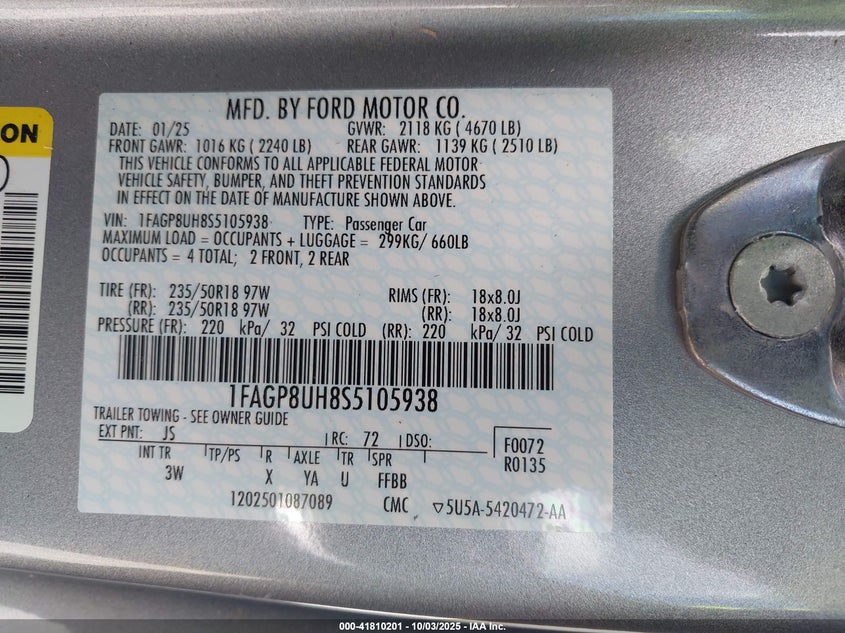 ON
MFD. BY FORD MOTOR CO.
DATE: 01/25 GVWR: 2118 KG ( 4670 LB)
FRONT GAWR: 1016 KG ( 2240 LB) REAR GAWR: 1139 KG ( 2510 LB)
THIS VEHICLE CONFORMS TO ALL APPLICABLE FEDERAL MOTOR
VEHICLE SAFETY, BUMPER, AND THEFT PREVENTION STANDARDS
IN EFFECT ON THE DATE OF MANUFACTURE SHOWN ABOVE.
VIN: 1FAGP8UH8S5105938 TYPE: Passenger Car
MAXIMUM LOAD = OCCUPANTS + LUGGAGE = 299KG/ 660LB
OCCUPANTS = 4 TOTAL; 2 FRONT, 2 REAR
TIRE (FR): 235/50R18 97W RIMS (FR): 18x8.0J
(RR): 235/50R18 97W (RR): 18x8.0J
PRESSURE (FR): 220 kPa/ 32 PSI COLD (RR): 220 kPa/ 32 PSI COLD
1FAGP8UH8S5105938
TRAILER TOWING - SEE OWNER GUIDE
EXT PNT: JS RC: 72 DSO: F0072
INT TR TP/PS R AXLE TR SPR R0135
3W X YA U FFBB
1202501087089 CMC ▽5U5A-5420472-AA
000-41810201 - 10/03/2025 - IAA Inc.